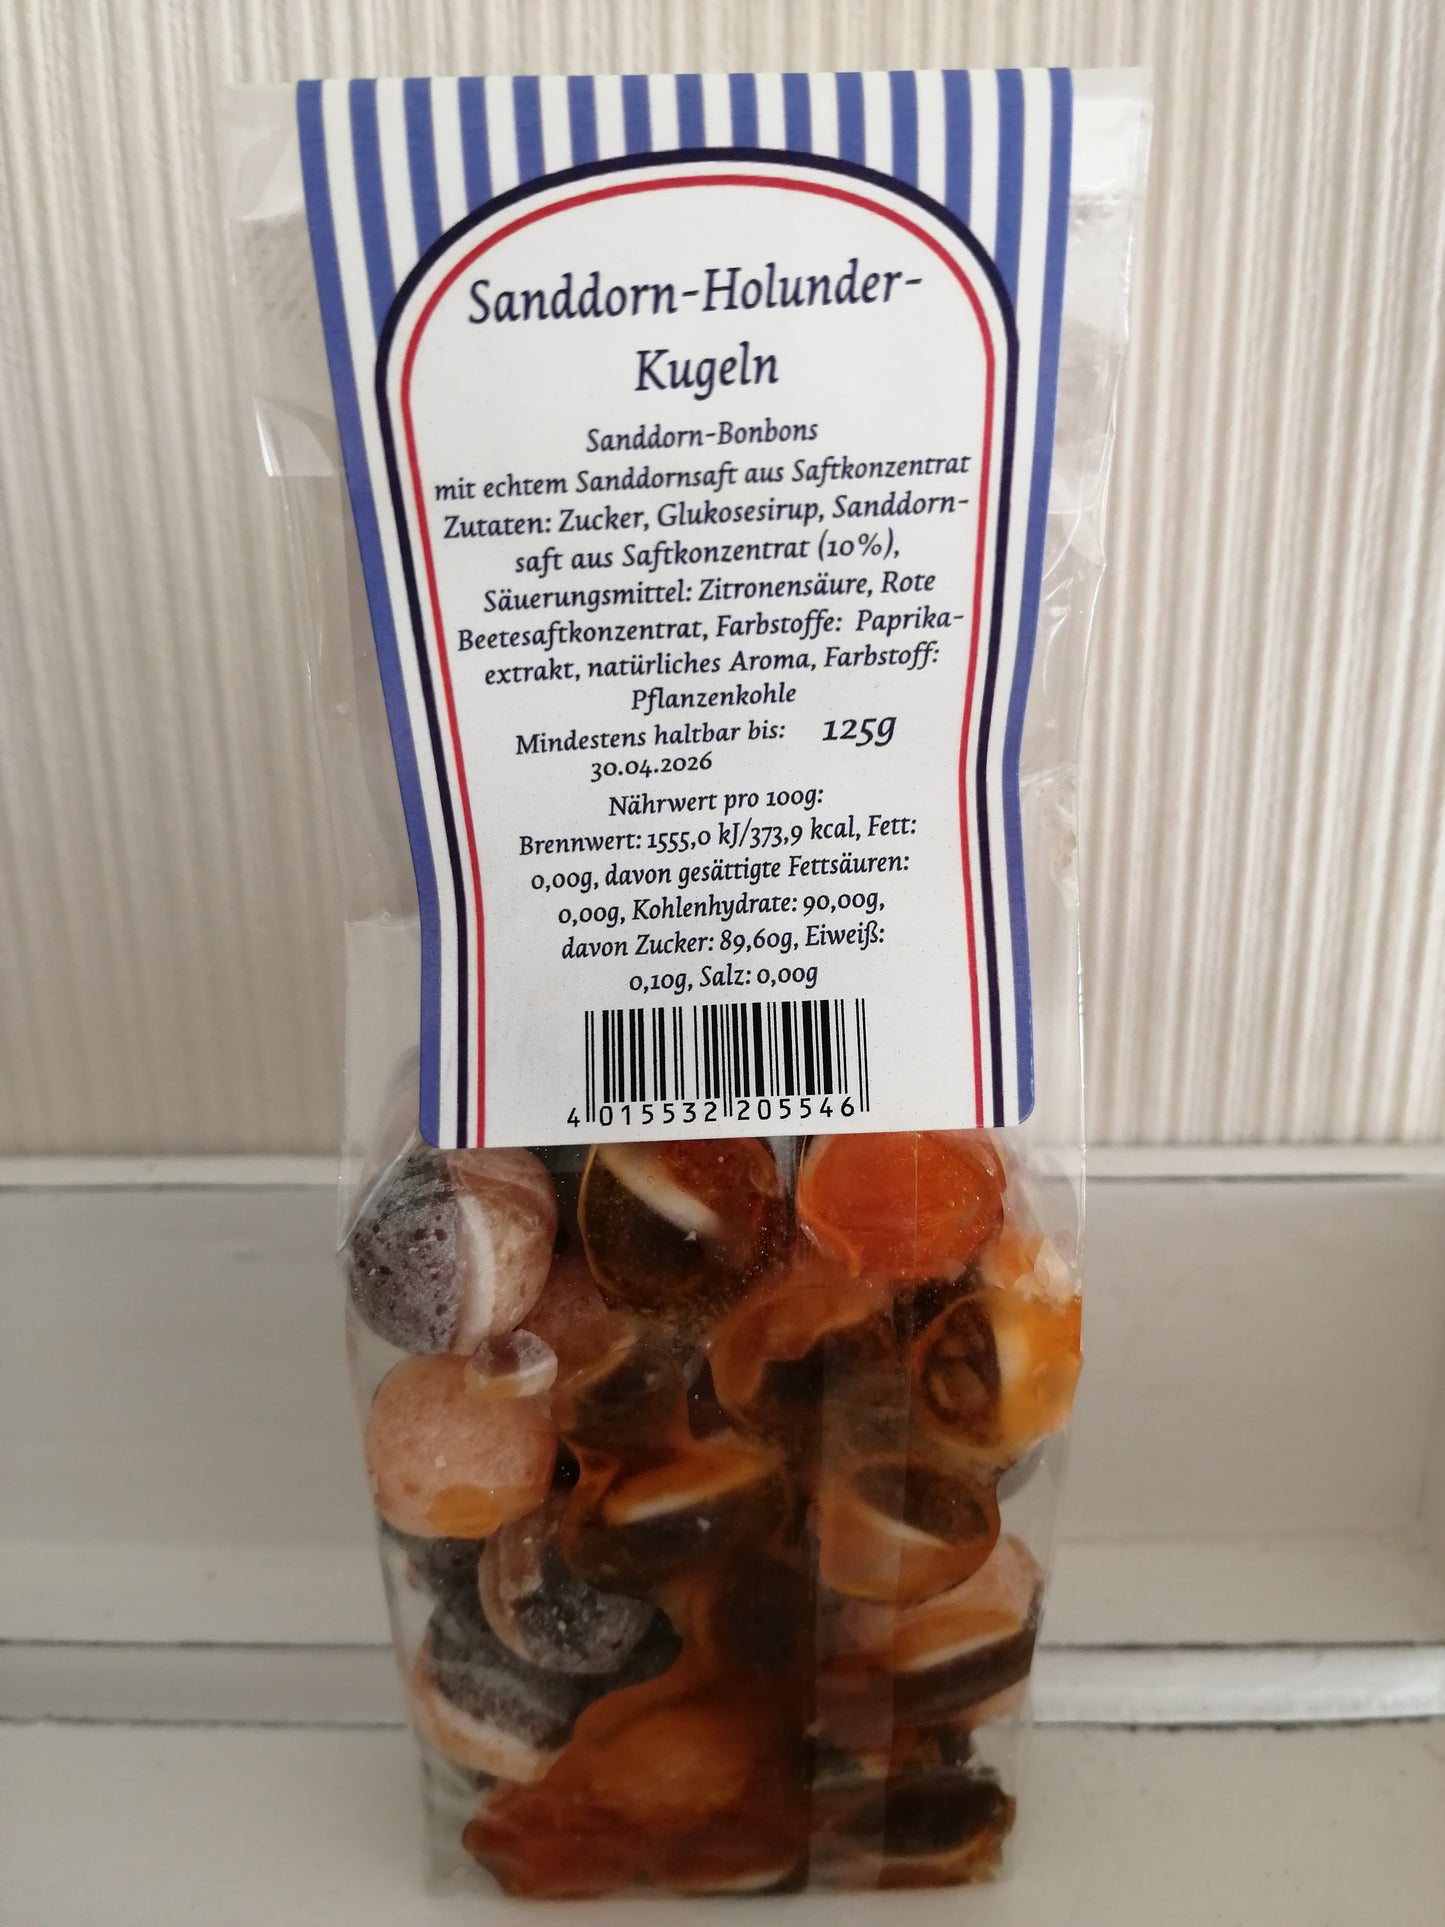 Sanddorn-Holunder-
Kugeln
Sanddorn-Bonbons
mit echtem Sanddornsaft aus Saftkonzentrat
Zutaten: Zucker, Glukosesirup, Sanddorn-
saft aus Saftkonzentrat (10%),
Säuerungsmittel: Zitronensäure, Rote
Beetesaftkonzentrat, Farbstoffe: Paprika-
extrakt, natürliches Aroma, Farbstoff:
Pflanzenkohle
Mindestens haltbar bis: 125g
30.04.2026
Nährwert pro 100g:
Brennwert: 1555,0 kJ/373,9 kcal, Fett:
0,00g, davon gesättigte Fettsäuren:
0,00g, Kohlenhydrate: 90,00g,
davon Zucker: 89,60g, Eiweiß:
0,10g, Salz: 0,00g
4 015532 205546